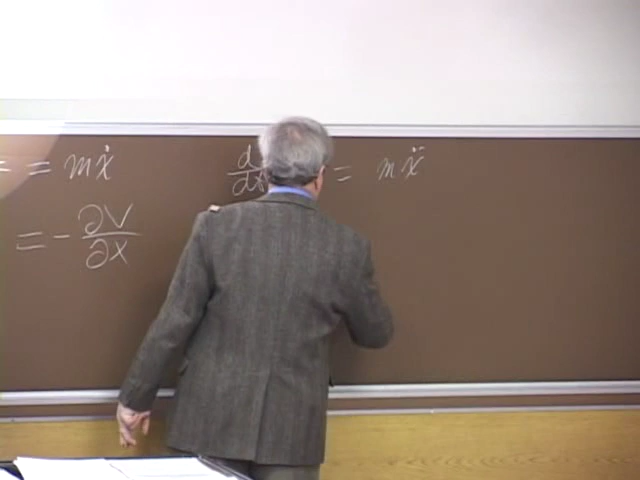 = mẋ
d/dt = mẍ
= - ∂V/∂x